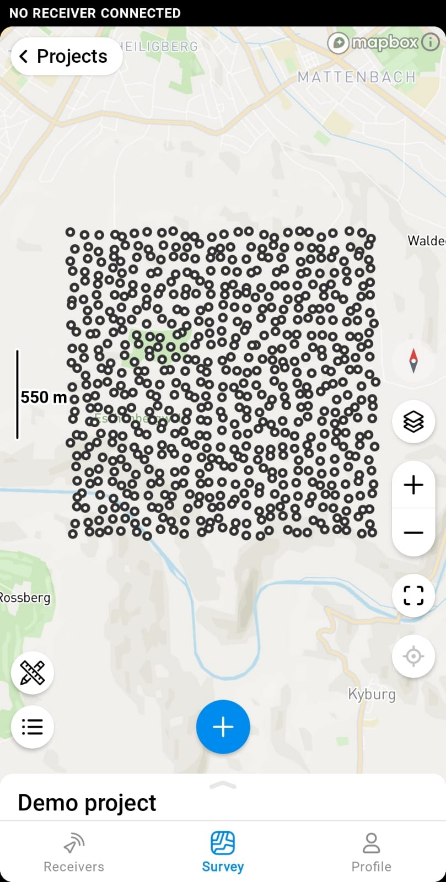 NO RECEIVER CONNECTED
Projects
HEILIGBERG
mapbox
MATTENBACH
Walde
550 m
Rossberg
Kyburg
Demo project
Receivers
Survey
Profile